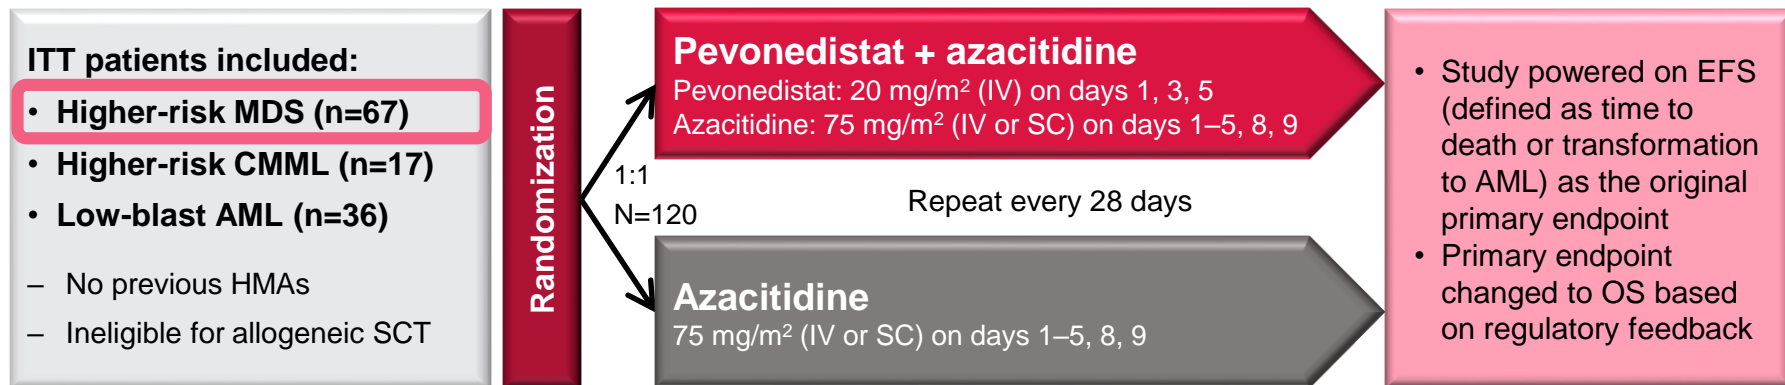 ITT patients included:
• Higher-risk MDS (n=67)
• Higher-risk CMML (n=17)
• Low-blast AML (n=36)
– No previous HMAs
– Ineligible for allogeneic SCT
Randomization
1:1
N=120
Pevonedistat + azacitidine
Pevonedistat: 20 mg/m² (IV) on days 1, 3, 5
Azacitidine: 75 mg/m² (IV or SC) on days 1–5, 8, 9
Repeat every 28 days
Azacitidine
75 mg/m² (IV or SC) on days 1–5, 8, 9
• Study powered on EFS
(defined as time to
death or transformation
to AML) as the original
primary endpoint
• Primary endpoint
changed to OS based
on regulatory feedback